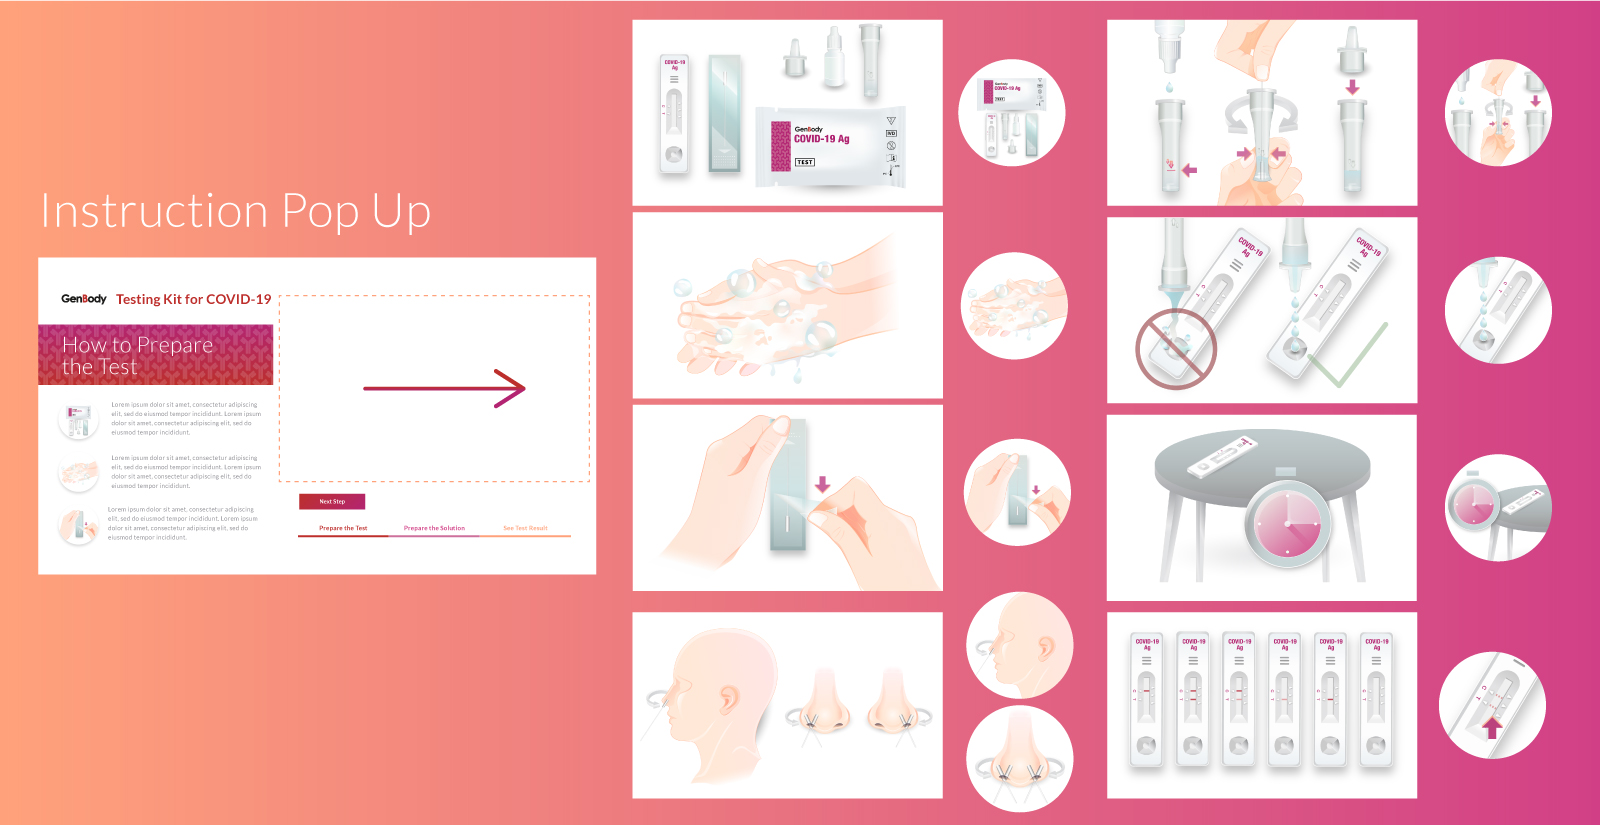 Instruction Pop Up
GenBody Testing Kit for COVID-19
How to Prepare
the Test
Lorem ipsum dolor sit amet, consectetur adipiscing
elit, sed do eiusmod tempor incididunt. Lorem ipsum
dolor sit amet, consectetur adipiscing elit, sed do
eiusmod tempor incididunt.
Lorem ipsum dolor sit amet, consectetur adipiscing
elit, sed do eiusmod tempor incididunt. Lorem ipsum
dolor sit amet, consectetur adipiscing elit, sed do
eiusmod tempor incididunt.
Lorem ipsum dolor sit amet, consectetur adipiscing
elit, sed do eiusmod tempor incididunt. Lorem ipsum
dolor sit amet, consectetur adipiscing elit, sed do
eiusmod tempor incididunt.
Next Step
Prepare the Test
Prepare the Solution
See Test Result
COVID-19
Ag
C
T
GenBody
COVID-19 Ag
TEST
IVD
GenBody
COVID-19 Ag
TEST
COVID-19
Ag
C
T
COVID-19
Ag
C
T
C
T
COVID-19
Ag
C
T
COVID-19
Ag
C
T
COVID-19
Ag
C
T
COVID-19
Ag
C
T
COVID-19
Ag
C
T
COVID-19
Ag
C
T
C
T